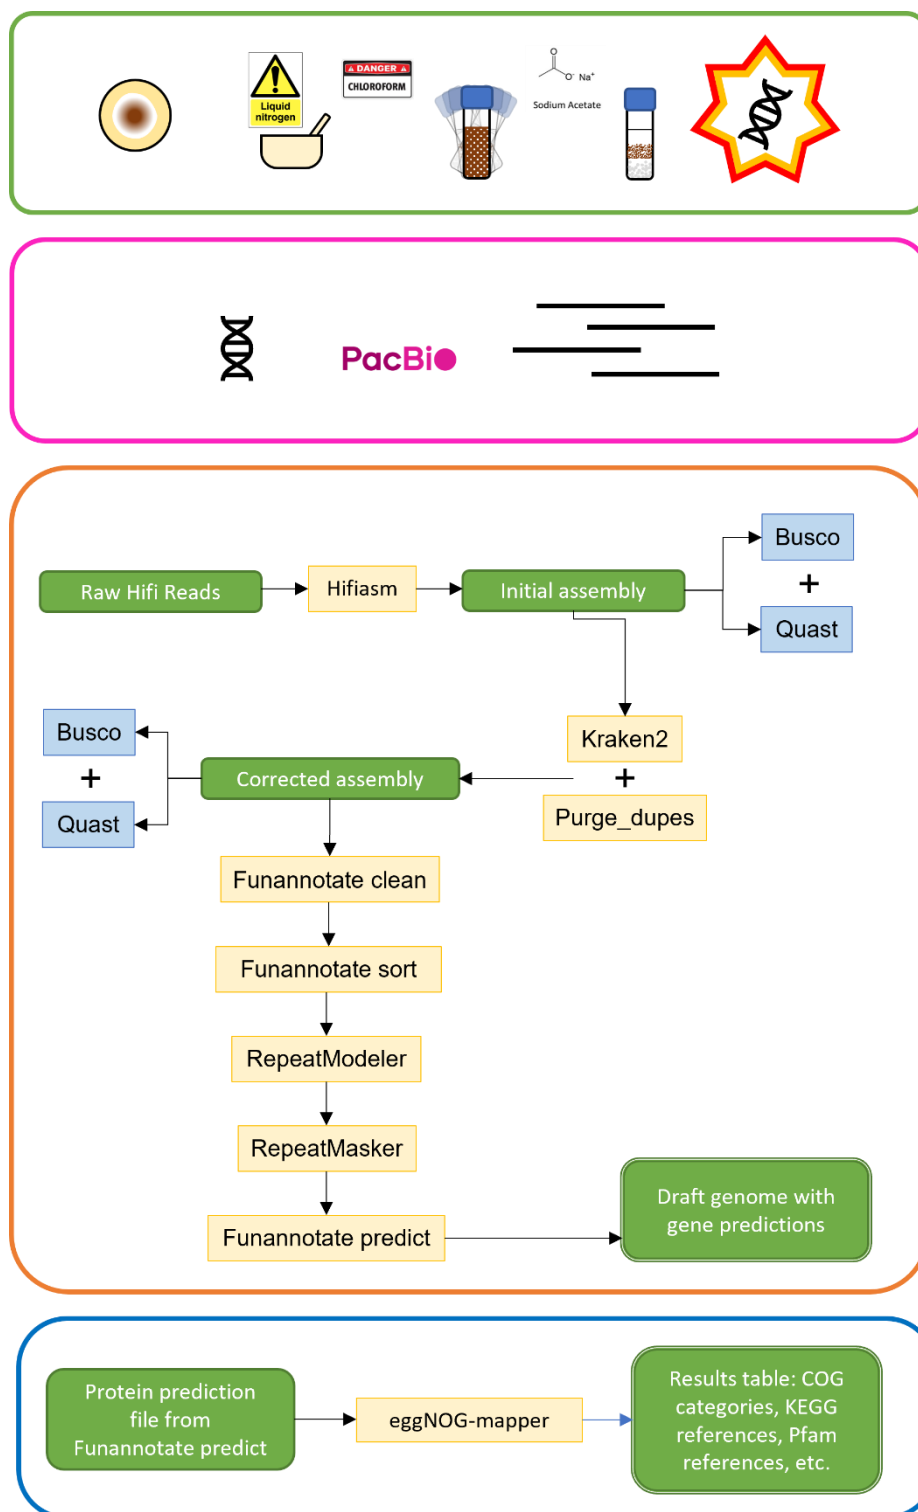 DANGER
CHLOROFORM
Liquid
nitrogen
O⁻ Na⁺
Sodium Acetate
PacBio
Raw Hifi Reads
Hifiasm
Initial assembly
Busco
+
Quast
Busco
+
Quast
Corrected assembly
Kraken2
+
Purge_dupes
Funannotate clean
Funannotate sort
RepeatModeler
RepeatMasker
Funannotate predict
Draft genome with
gene predictions
Protein prediction
file from
Funannotate predict
eggNOG-mapper
Results table: COG
categories, KEGG
references, Pfam
references, etc.